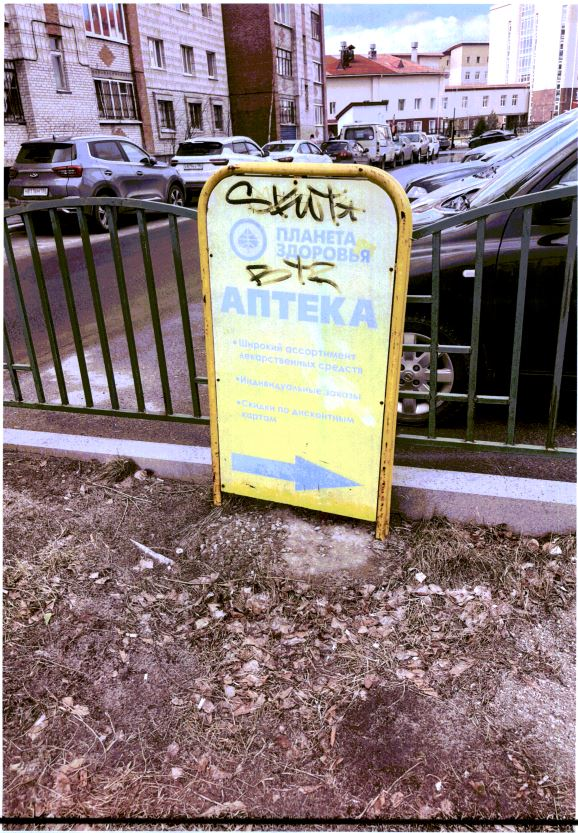 ПЛАНЕТА
ЗДОРОВЬЯ
АПТЕКА
•Широкий ассортимент
лекарственных средств
•Индивидуальные заказы
•Скидки по дисконтным
картам